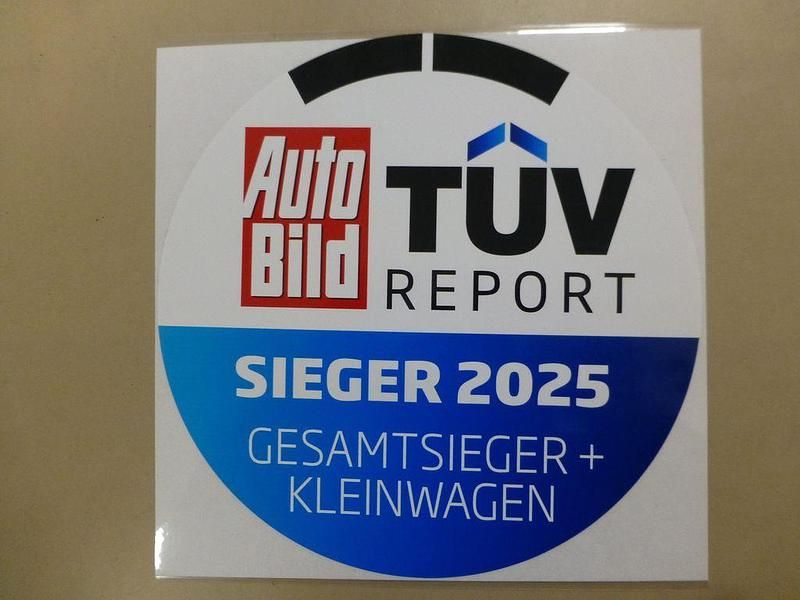 Auto
Bild
TÜV
REPORT
SIEGER 2025
GESAMTSIEGER +
KLEINWAGEN